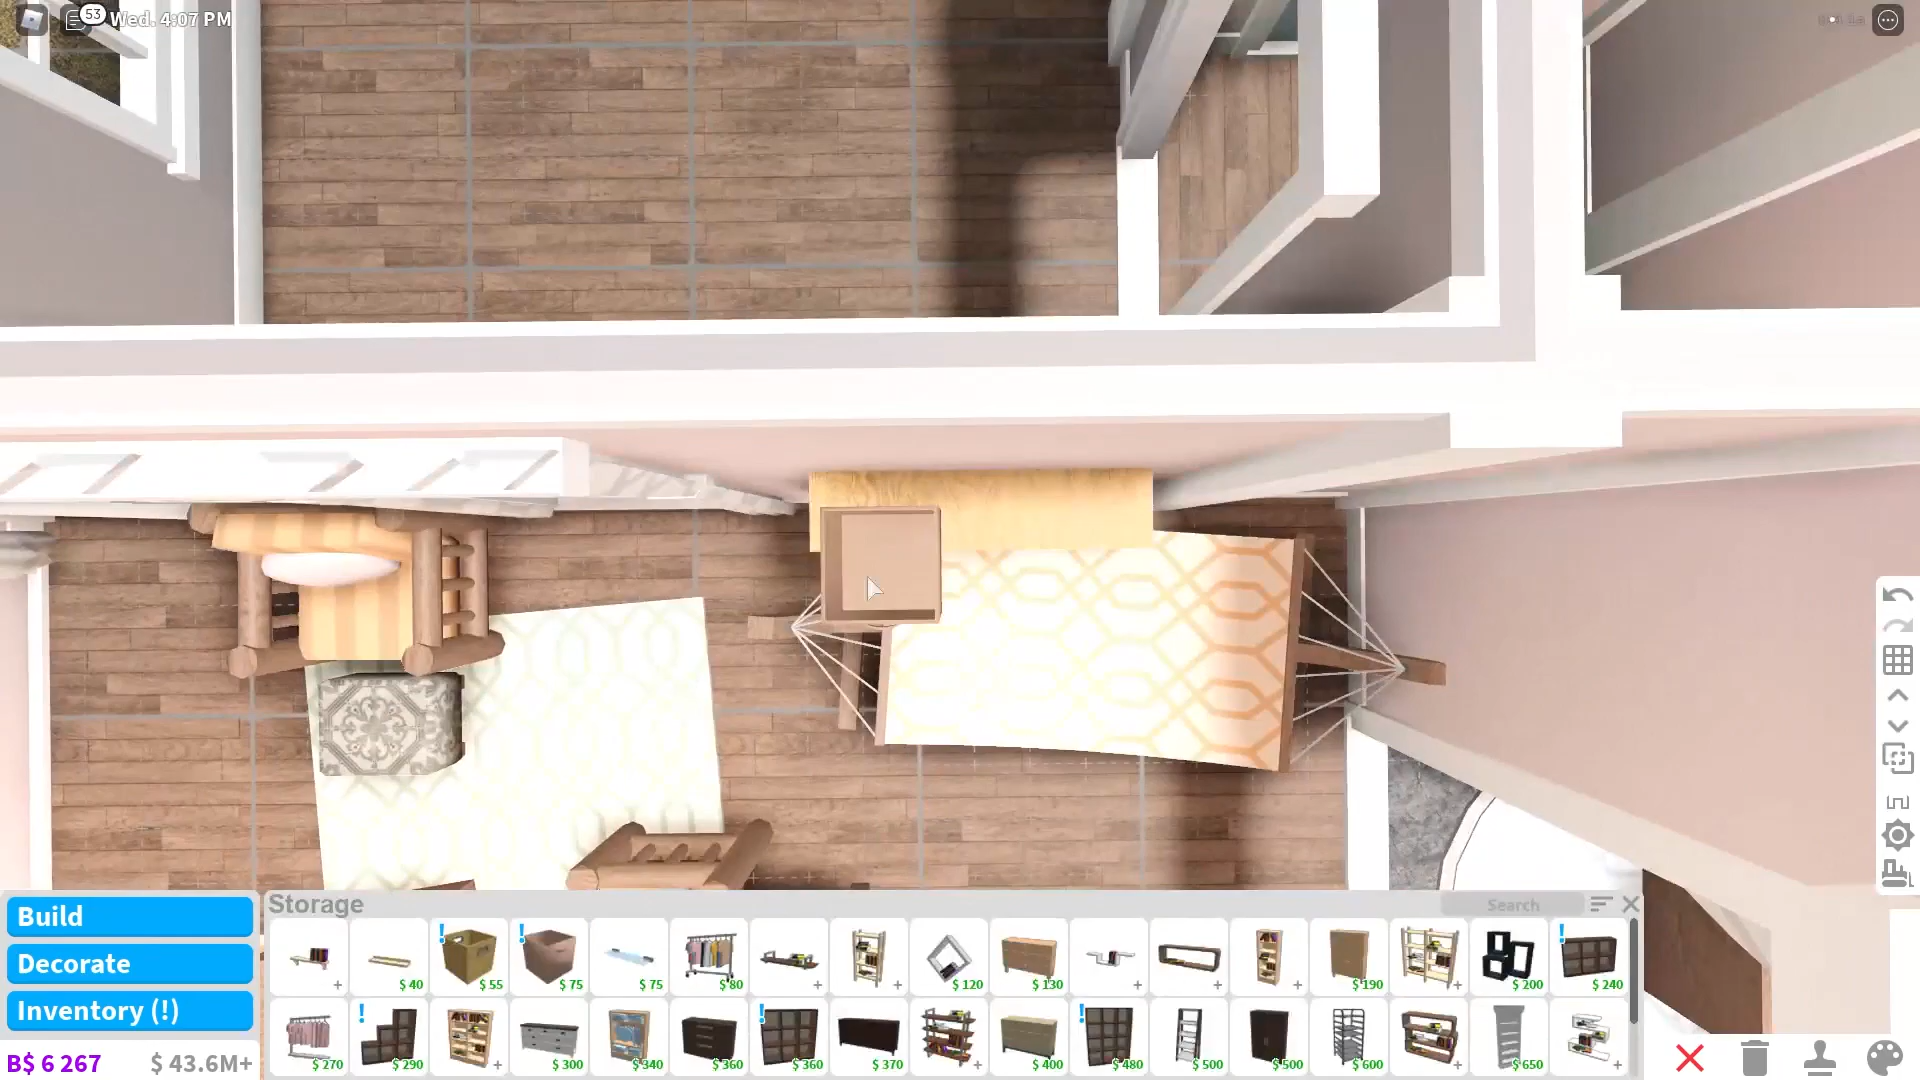 53 Wed. 4:07 PM
Build
Decorate
Inventory (!)
B$ 6 267 $ 43.6M+
Storage
Search
+ $ 40 ! $ 55 ! $ 75 $ 75 $ 80 + + $ 120 $ 130 + + + $ 190 + $ 200 ! $ 240
$ 270 ! $ 290 + $ 300 $ 340 $ 360 ! $ 360 $ 370 + $ 400 ! $ 480 $ 500 $ 500 $ 600 + $ 650 +